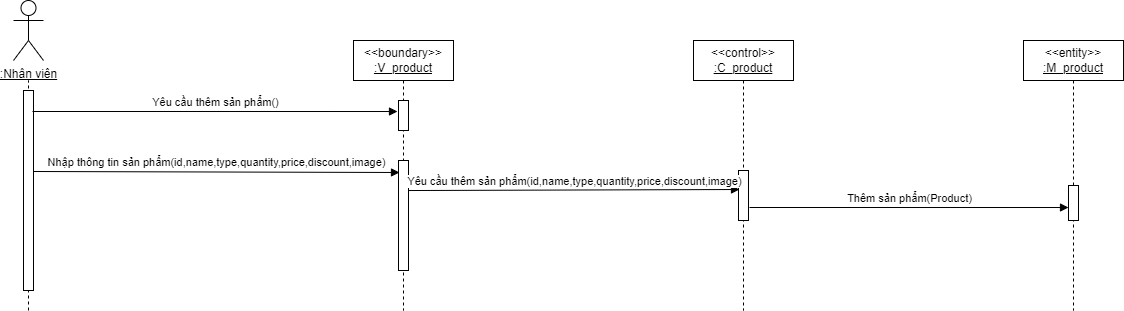 <<boundary>>
:V_product
<<control>>
:C_product
<<entity>>
:M_product
:Nhân viên
Yêu cầu thêm sản phẩm()
Nhập thông tin sản phẩm(id,name,type,quantity,price,discount,image)
Yêu cầu thêm sản phẩm(id,name,type,quantity,price,discount,image)
Thêm sản phẩm(Product)